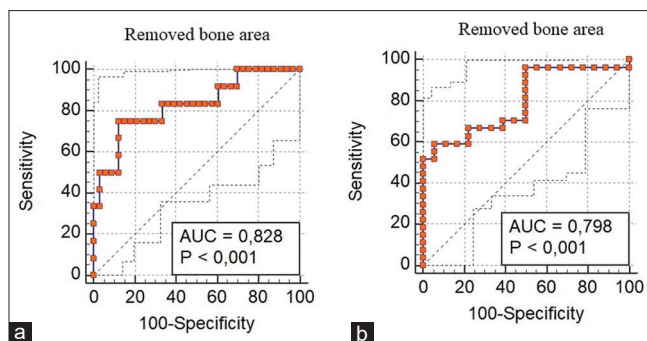 Removed bone area
100
80
60
40
20
0
0 20 40 60 80 100
Sensitivity
100-Specificity
AUC = 0,828
P < 0,001
a
Removed bone area
100
80
60
40
20
0
0 20 40 60 80 100
Sensitivity
100-Specificity
AUC = 0,798
P < 0,001
b